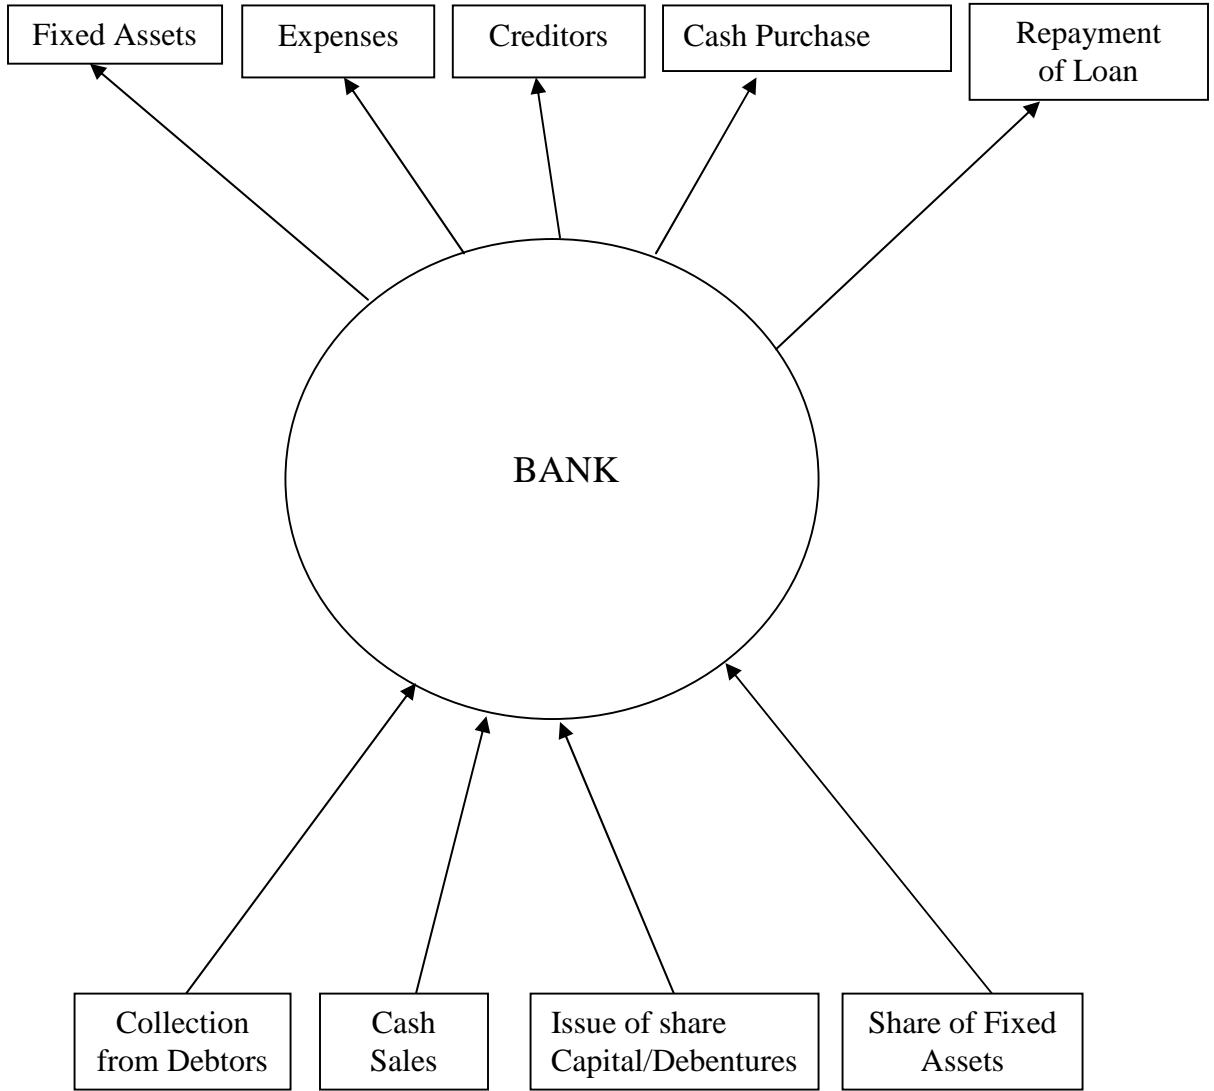 Fixed Assets
Expenses
Creditors
Cash Purchase
Repayment
of Loan
BANK
Collection
from Debtors
Cash
Sales
Issue of share
Capital/Debentures
Share of Fixed
Assets